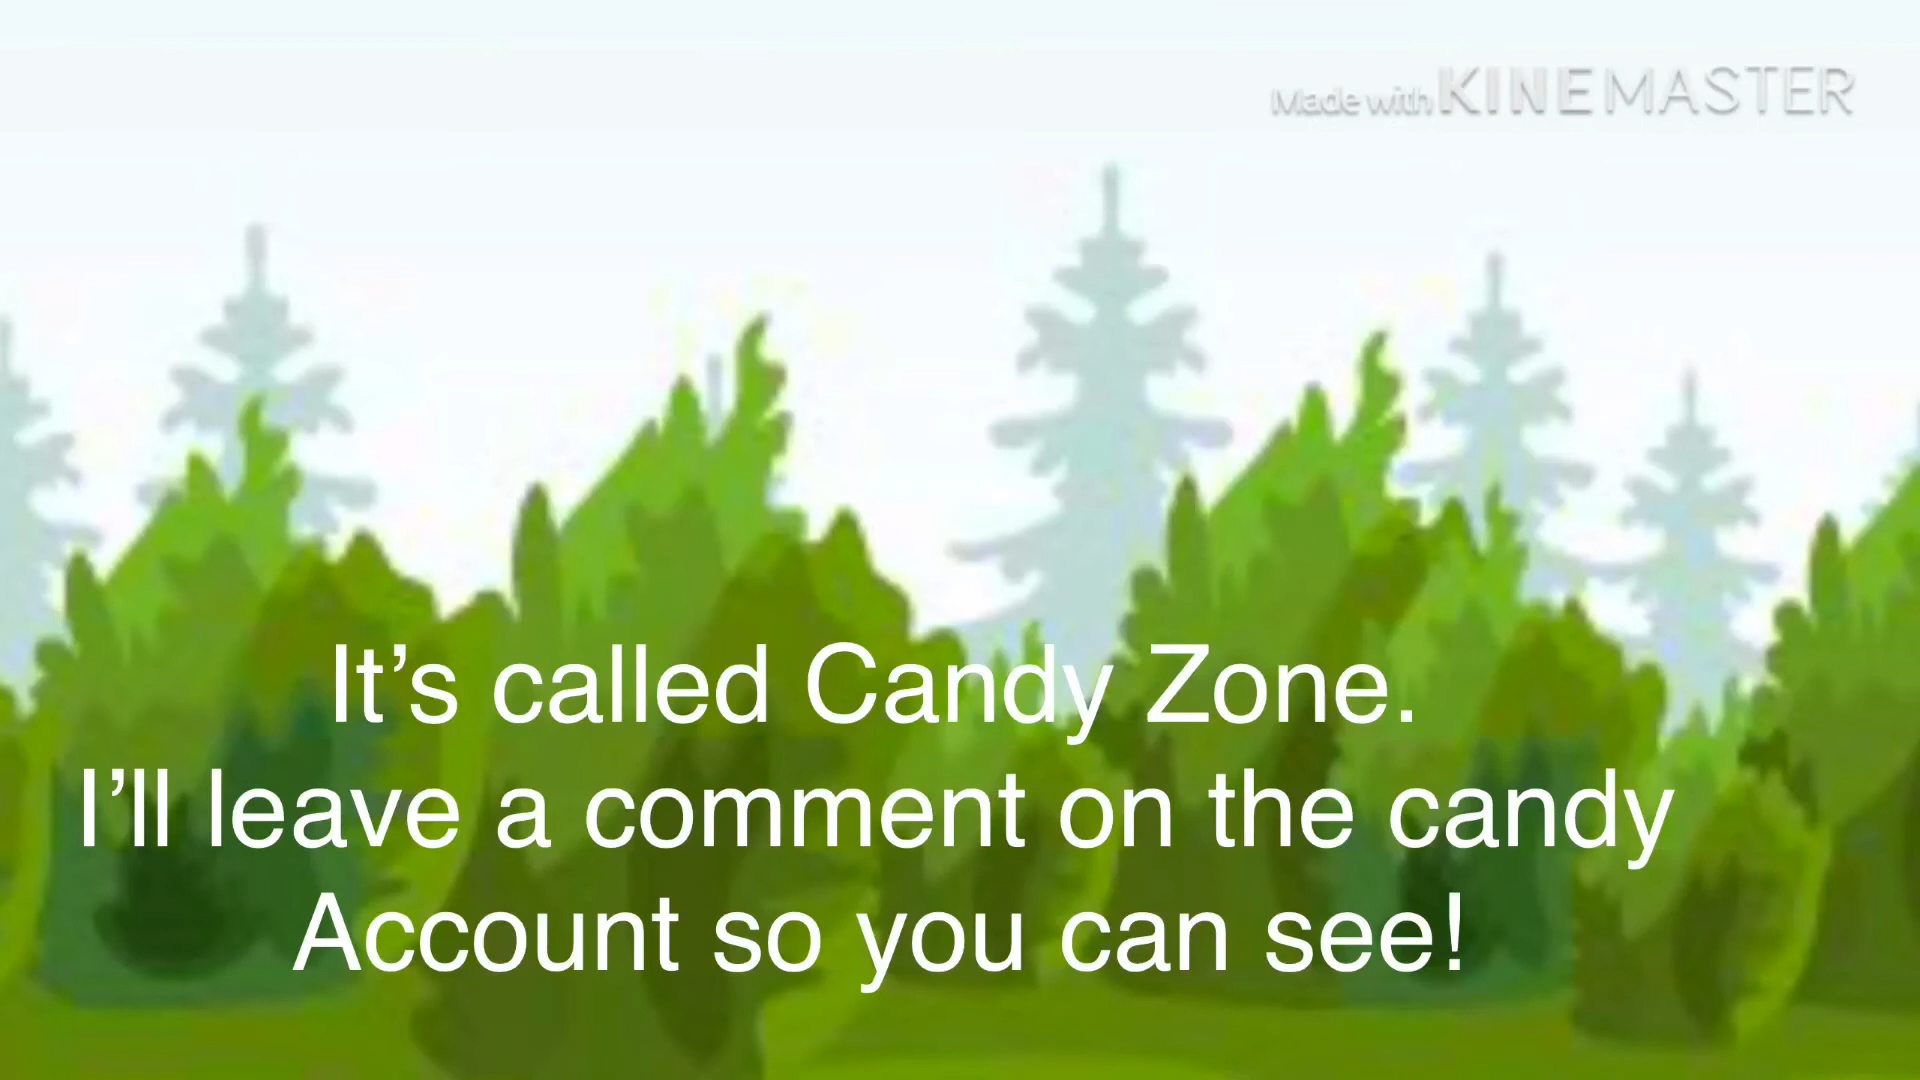 Made with KINEMASTER
It’s called Candy Zone.
I’ll leave a comment on the candy
Account so you can see!